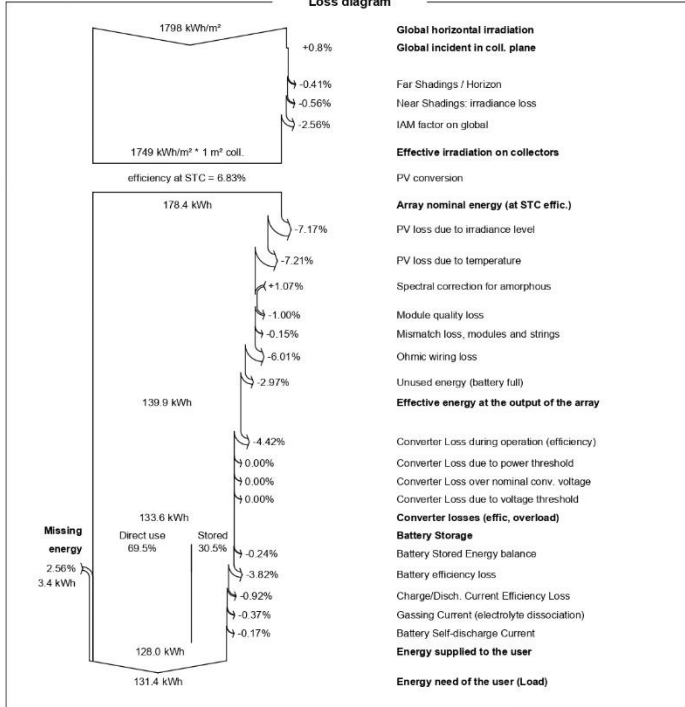 Loss diagram
1798 kWh/m² Global horizontal irradiation
+0.8% Global incident in coll. plane
-0.41% Far Shadings / Horizon
-0.56% Near Shadings: irradiance loss
-2.56% IAM factor on global
1749 kWh/m² * 1 m² coll. Effective irradiation on collectors
efficiency at STC = 6.83% PV conversion
178.4 kWh Array nominal energy (at STC effic.)
-7.17% PV loss due to irradiance level
-7.21% PV loss due to temperature
+1.07% Spectral correction for amorphous
-1.00% Module quality loss
-0.15% Mismatch loss, modules and strings
-6.01% Ohmic wiring loss
-2.97% Unused energy (battery full)
139.9 kWh Effective energy at the output of the array
-4.42% Converter Loss during operation (efficiency)
0.00% Converter Loss due to power threshold
0.00% Converter Loss over nominal conv. voltage
0.00% Converter Loss due to voltage threshold
133.6 kWh Converter losses (effic, overload)
Missing Direct use Stored Battery Storage
energy 69.5% 30.5% -0.24% Battery Stored Energy balance
2.56% -3.82% Battery efficiency loss
3.4 kWh
-0.92% Charge/Disch. Current Efficiency Loss
-0.37% Gassing Current (electrolyte dissociation)
-0.17% Battery Self-discharge Current
128.0 kWh Energy supplied to the user
131.4 kWh Energy need of the user (Load)